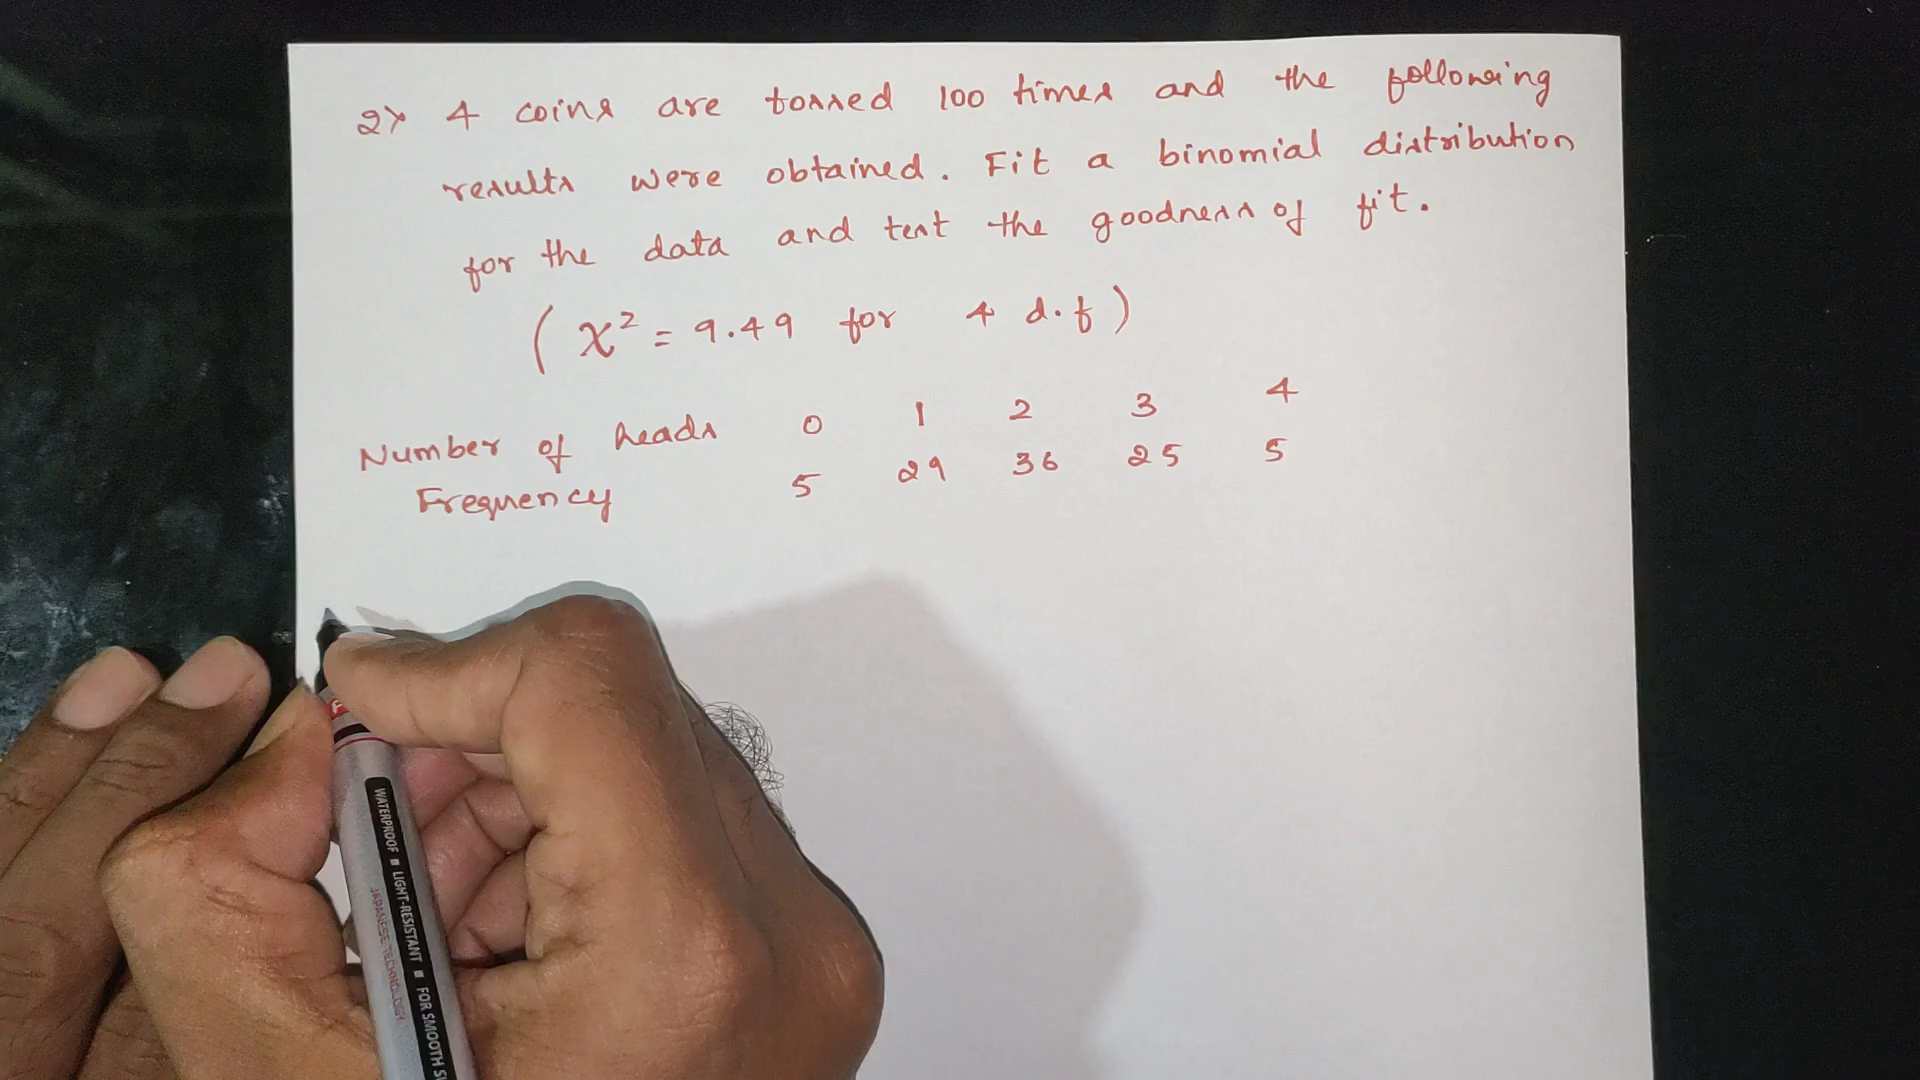 2) 4 coins are tossed 100 times and the following
results were obtained. Fit a binomial distribution
for the data and test the goodness of fit.
( χ² = 9.49 for 4 d.f )
Number of heads 0 1 2 3 4
Frequency 5 29 36 25 5
WATERPROOF ■ LIGHT-RESISTANT ■ FOR SMOOTH
JAPANESE TECHNOLOGY